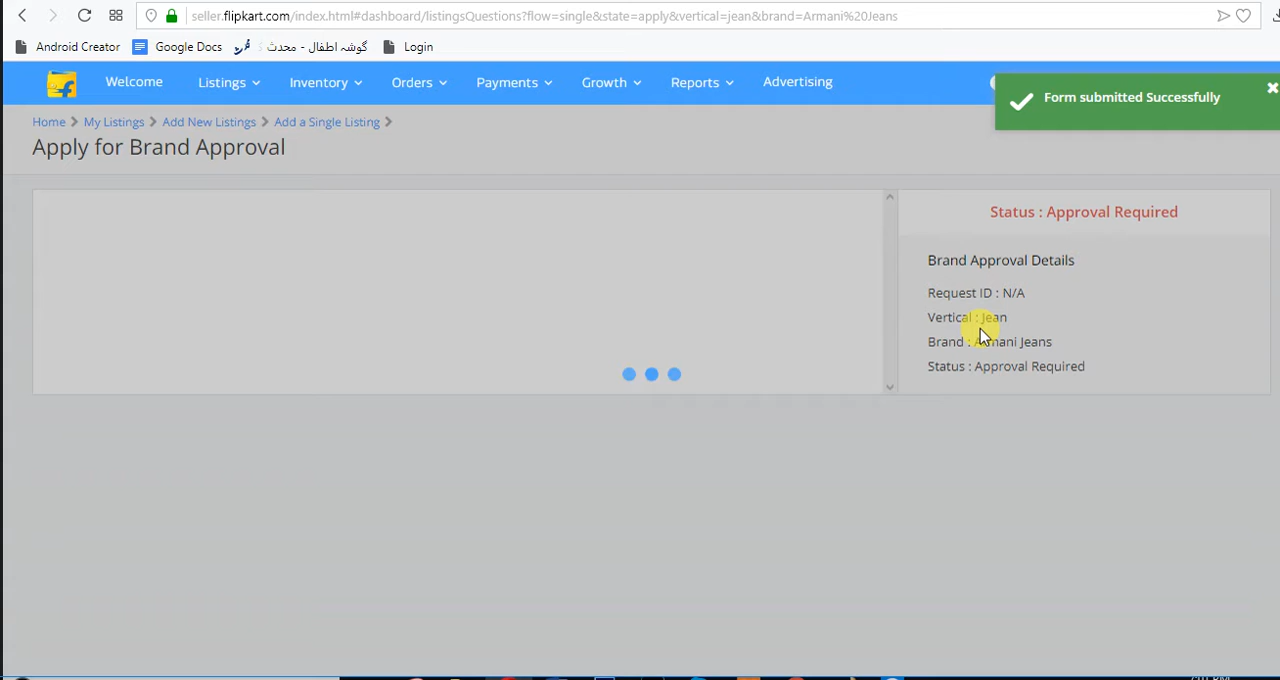 seller.flipkart.com/index.html#dashboard/listingsQuestions?flow=single&state=apply&vertical=jean&brand=Armani%20Jeans
Android Creator Google Docs گوشہ اطفال - محدث Login
Welcome Listings Inventory Orders Payments Growth Reports Advertising
Form submitted Successfully
Home > My Listings > Add New Listings > Add a Single Listing >
Apply for Brand Approval
Status : Approval Required
Brand Approval Details
Request ID : N/A
Vertical : Jean
Brand : Armani Jeans
Status : Approval Required